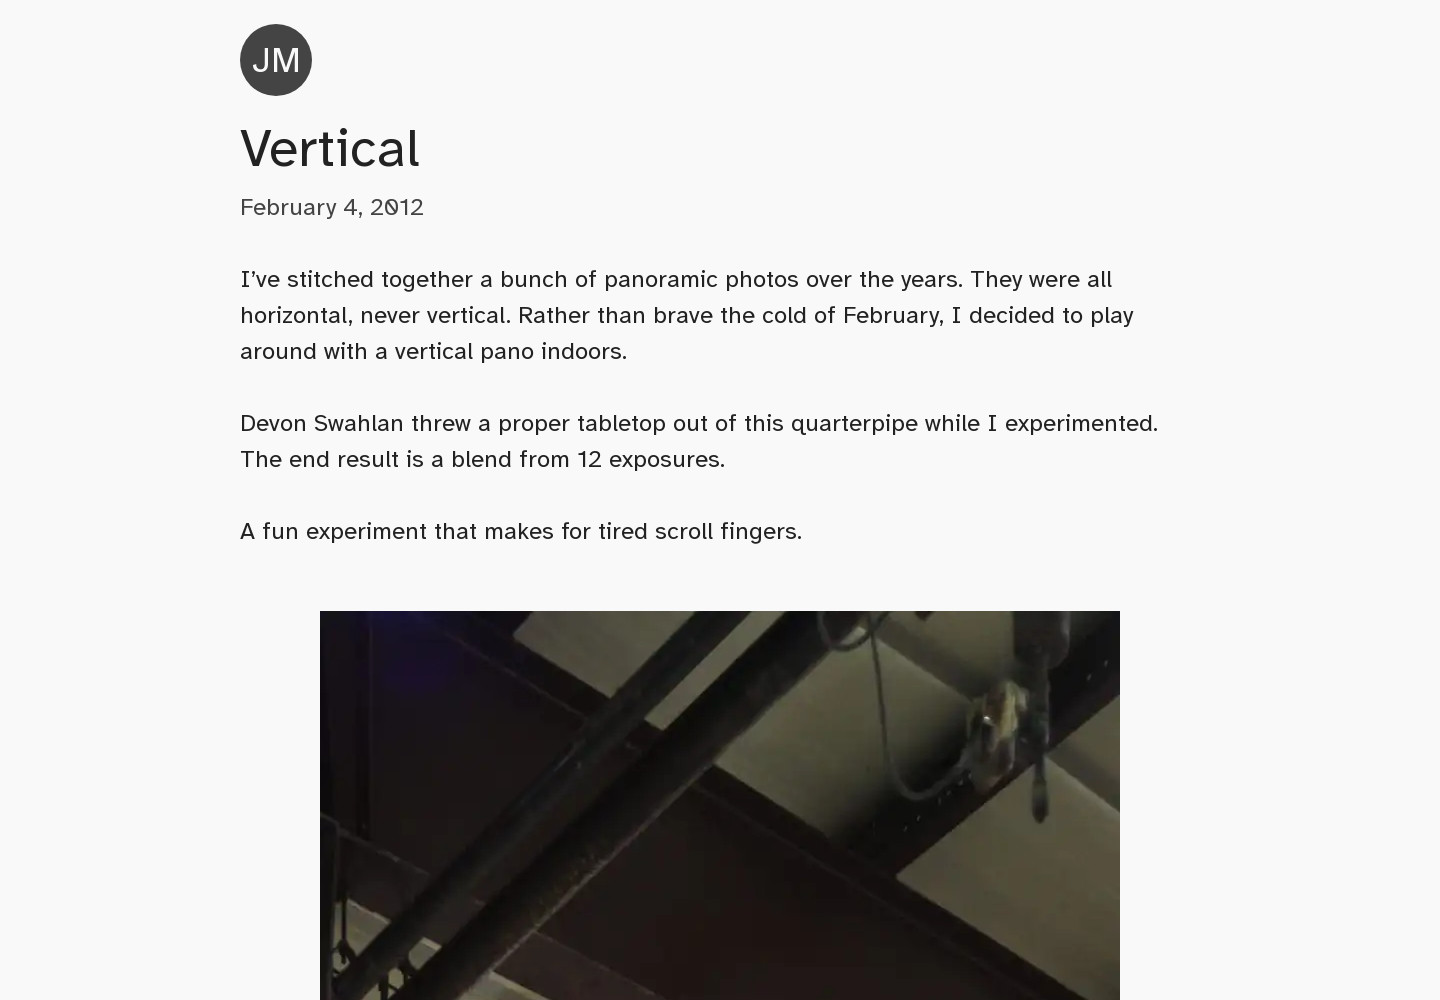 JM
Vertical
February 4, 2012
I’ve stitched together a bunch of panoramic photos over the years. They were all
horizontal, never vertical. Rather than brave the cold of February, I decided to play
around with a vertical pano indoors.
Devon Swahlan threw a proper tabletop out of this quarterpipe while I experimented.
The end result is a blend from 12 exposures.
A fun experiment that makes for tired scroll fingers.